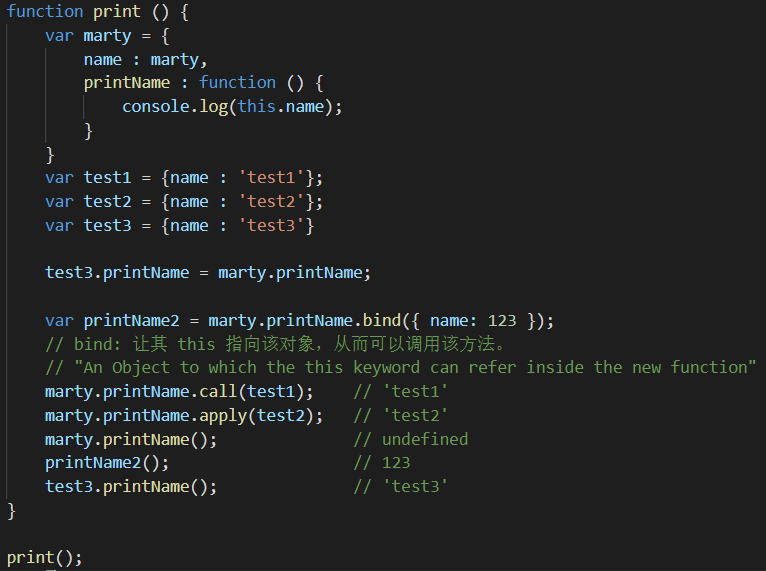 function print () {
    var marty = {
        name : marty,
        printName : function () {
            console.log(this.name);
        }
    }
    var test1 = {name : 'test1'};
    var test2 = {name : 'test2'};
    var test3 = {name : 'test3'}

    test3.printName = marty.printName;

    var printName2 = marty.printName.bind({ name: 123 });
    // bind: 让其 this 指向该对象，从而可以调用该方法。
    // "An Object to which the this keyword can refer inside the new function"
    marty.printName.call(test1);    // 'test1'
    marty.printName.apply(test2);   // 'test2'
    marty.printName();              // undefined
    printName2();                   // 123
    test3.printName();              // 'test3'
}

print();